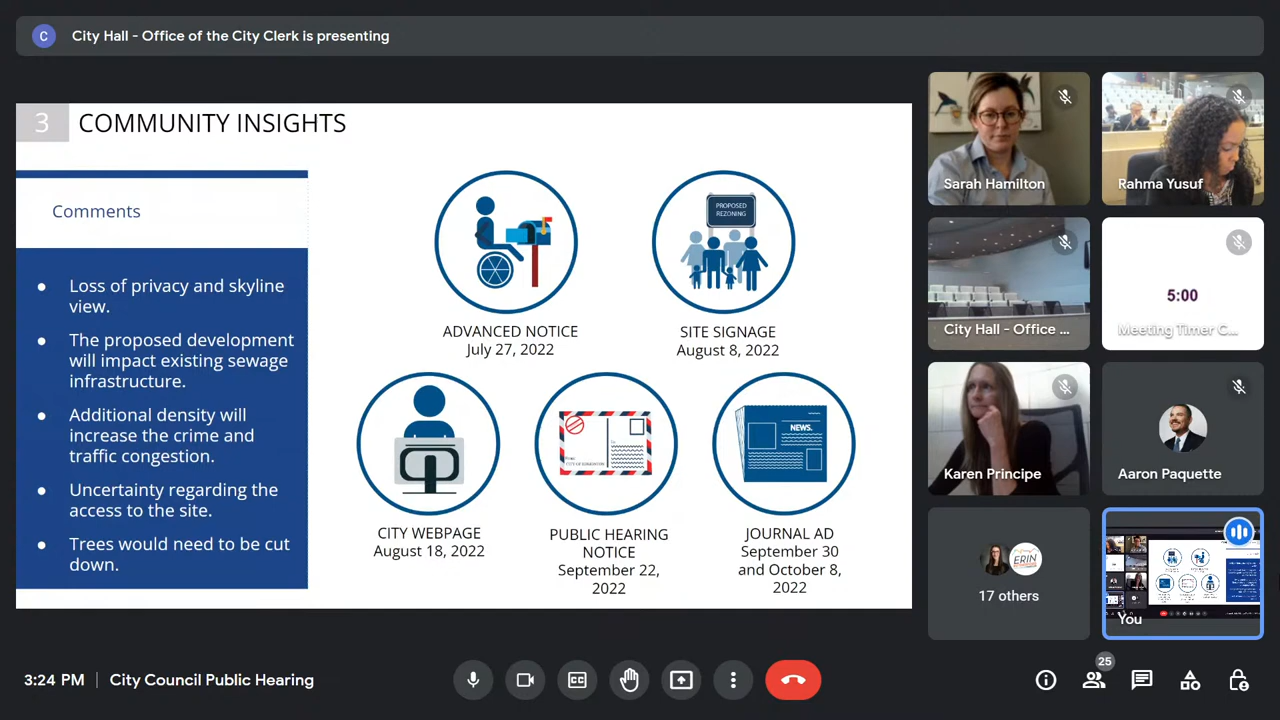 C
City Hall - Office of the City Clerk is presenting
3 COMMUNITY INSIGHTS
Comments
● Loss of privacy and skyline
view.
● The proposed development
will impact existing sewage
infrastructure.
● Additional density will
increase the crime and
traffic congestion.
● Uncertainty regarding the
access to the site.
● Trees would need to be cut
down.
ADVANCED NOTICE
July 27, 2022
PROPOSED
REZONING
SITE SIGNAGE
August 8, 2022
CITY WEBPAGE
August 18, 2022
CITY OF EDMONTON
PUBLIC HEARING
NOTICE
September 22,
2022
NEWS.
JOURNAL AD
September 30
and October 8,
2022
Sarah Hamilton
Rahma Yusuf
City Hall - Office ...
5:00
Meeting Timer C...
Karen Principe
Aaron Paquette
ERIN
17 others
You
3:24 PM | City Council Public Hearing
25